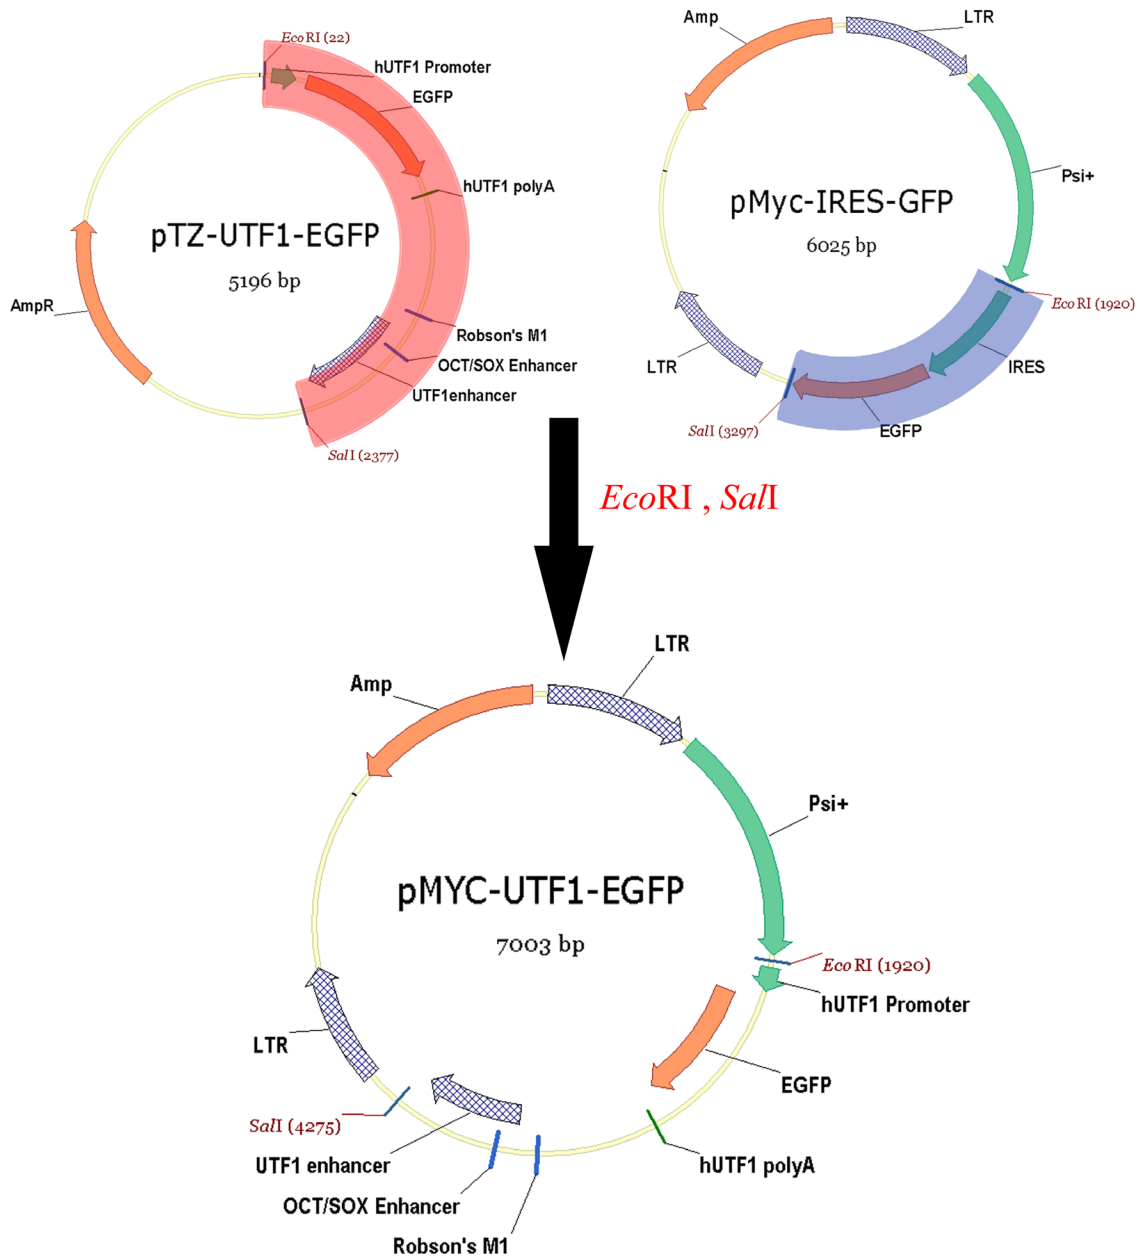 EcoRI (22)
hUTF1 Promoter
EGFP
hUTF1 polyA
pTZ-UTF1-EGFP
5196 bp
AmpR
Robson's M1
OCT/SOX Enhancer
UTF1enhancer
SalI (2377)
Amp
LTR
Psi+
pMyc-IRES-GFP
6025 bp
EcoRI (1920)
LTR
IRES
SalI (3297)
EGFP
EcoRI , SalI
LTR
Amp
Psi+
pMYC-UTF1-EGFP
7003 bp
EcoRI (1920)
hUTF1 Promoter
LTR
EGFP
SalI (4275)
UTF1 enhancer
hUTF1 polyA
OCT/SOX Enhancer
Robson's M1